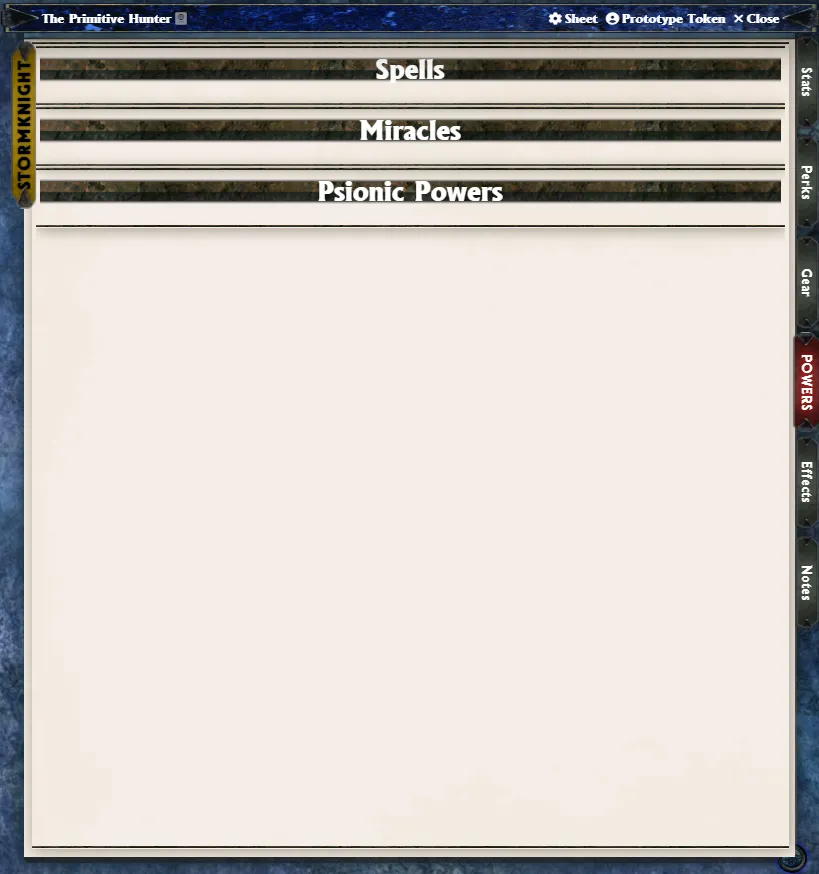 The Primitive Hunter
Sheet Prototype Token Close
STORMKNIGHT
Spells
Miracles
Psionic Powers
Stats
Perks
Gear
POWERS
Effects
Notes